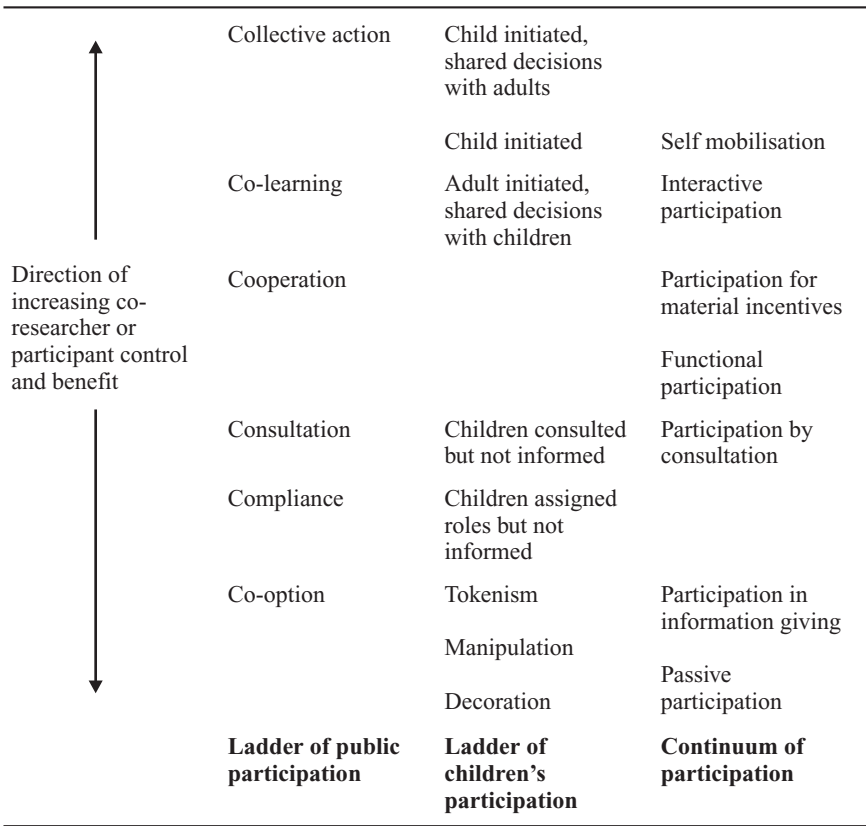 Collective action
Child initiated,
shared decisions
with adults
Child initiated
Self mobilisation
Co-learning
Adult initiated,
shared decisions
with children
Interactive
participation
Direction of
increasing co-
researcher or
participant control
and benefit
Cooperation
Participation for
material incentives
Functional
participation
Consultation
Children consulted
but not informed
Participation by
consultation
Compliance
Children assigned
roles but not
informed
Co-option
Tokenism
Participation in
information giving
Manipulation
Passive
participation
Decoration
Ladder of public
participation
Ladder of
children’s
participation
Continuum of
participation